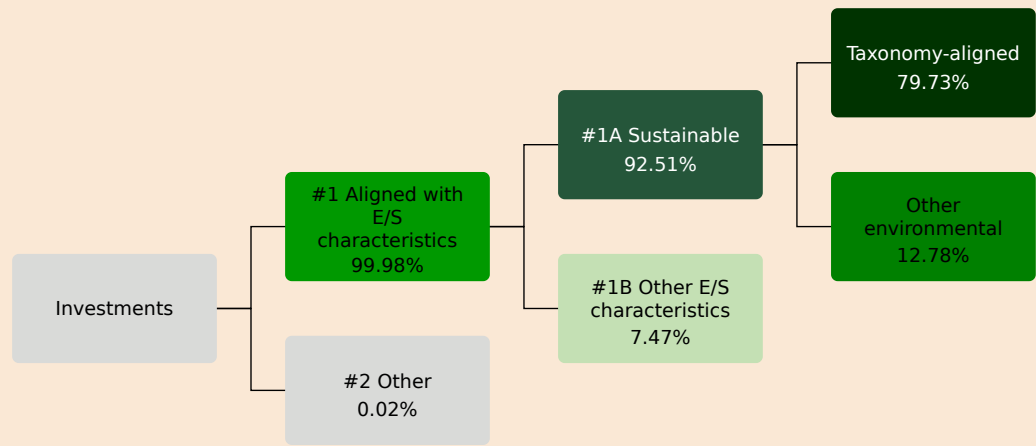 Investments
#1 Aligned with
E/S
characteristics
99.98%
#2 Other
0.02%
#1A Sustainable
92.51%
#1B Other E/S
characteristics
7.47%
Taxonomy-aligned
79.73%
Other
environmental
12.78%